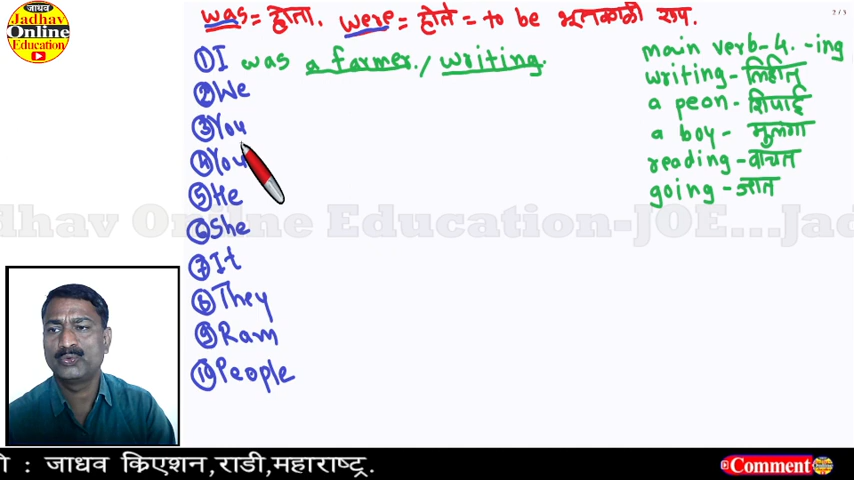 जाधव
Jadhav
Online
Education
was = होता. were = होते = to be भूतकाळी रूप.
2/3
① I was a farmer. / writing.
② We
③ You
④ You
⑤ He
⑥ She
⑦ It
⑧ They
⑨ Ram
⑩ People
main verb - 4. -ing
writing - लिहीत
a peon - शिपाई
a boy - मुलगा
reading - वाचत
going - जात
dhav Online Education-JOE...Jad
ी : जाधव किएशन,राडी,महाराष्ट्र.
Comment